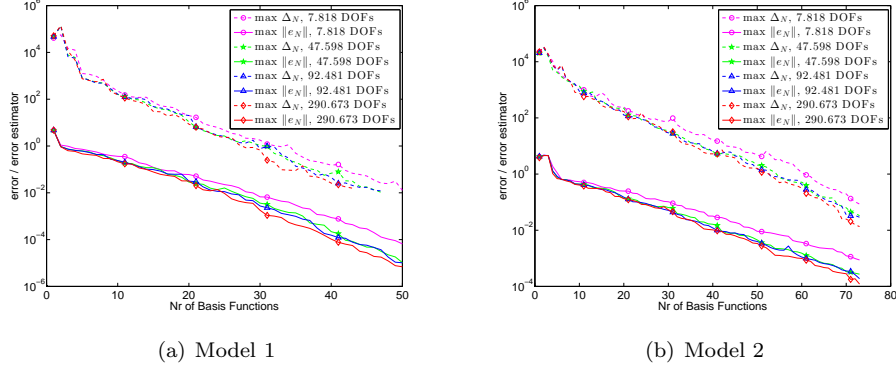 10^6
10^4
10^2
10^0
10^−2
10^−4
10^−6
error / error estimator
0 10 20 30 40 50
Nr of Basis Functions
max Δ_N, 7.818 DOFs
max ‖e_N‖, 7.818 DOFs
max Δ_N, 47.598 DOFs
max ‖e_N‖, 47.598 DOFs
max Δ_N, 92.481 DOFs
max ‖e_N‖, 92.481 DOFs
max Δ_N, 290.673 DOFs
max ‖e_N‖, 290.673 DOFs
(a) Model 1
10^6
10^4
10^2
10^0
10^−2
10^−4
error / error estimator
0 10 20 30 40 50 60 70 80
Nr of Basis Functions
max Δ_N, 7.818 DOFs
max ‖e_N‖, 7.818 DOFs
max Δ_N, 47.598 DOFs
max ‖e_N‖, 47.598 DOFs
max Δ_N, 92.481 DOFs
max ‖e_N‖, 92.481 DOFs
max Δ_N, 290.673 DOFs
max ‖e_N‖, 290.673 DOFs
(b) Model 2